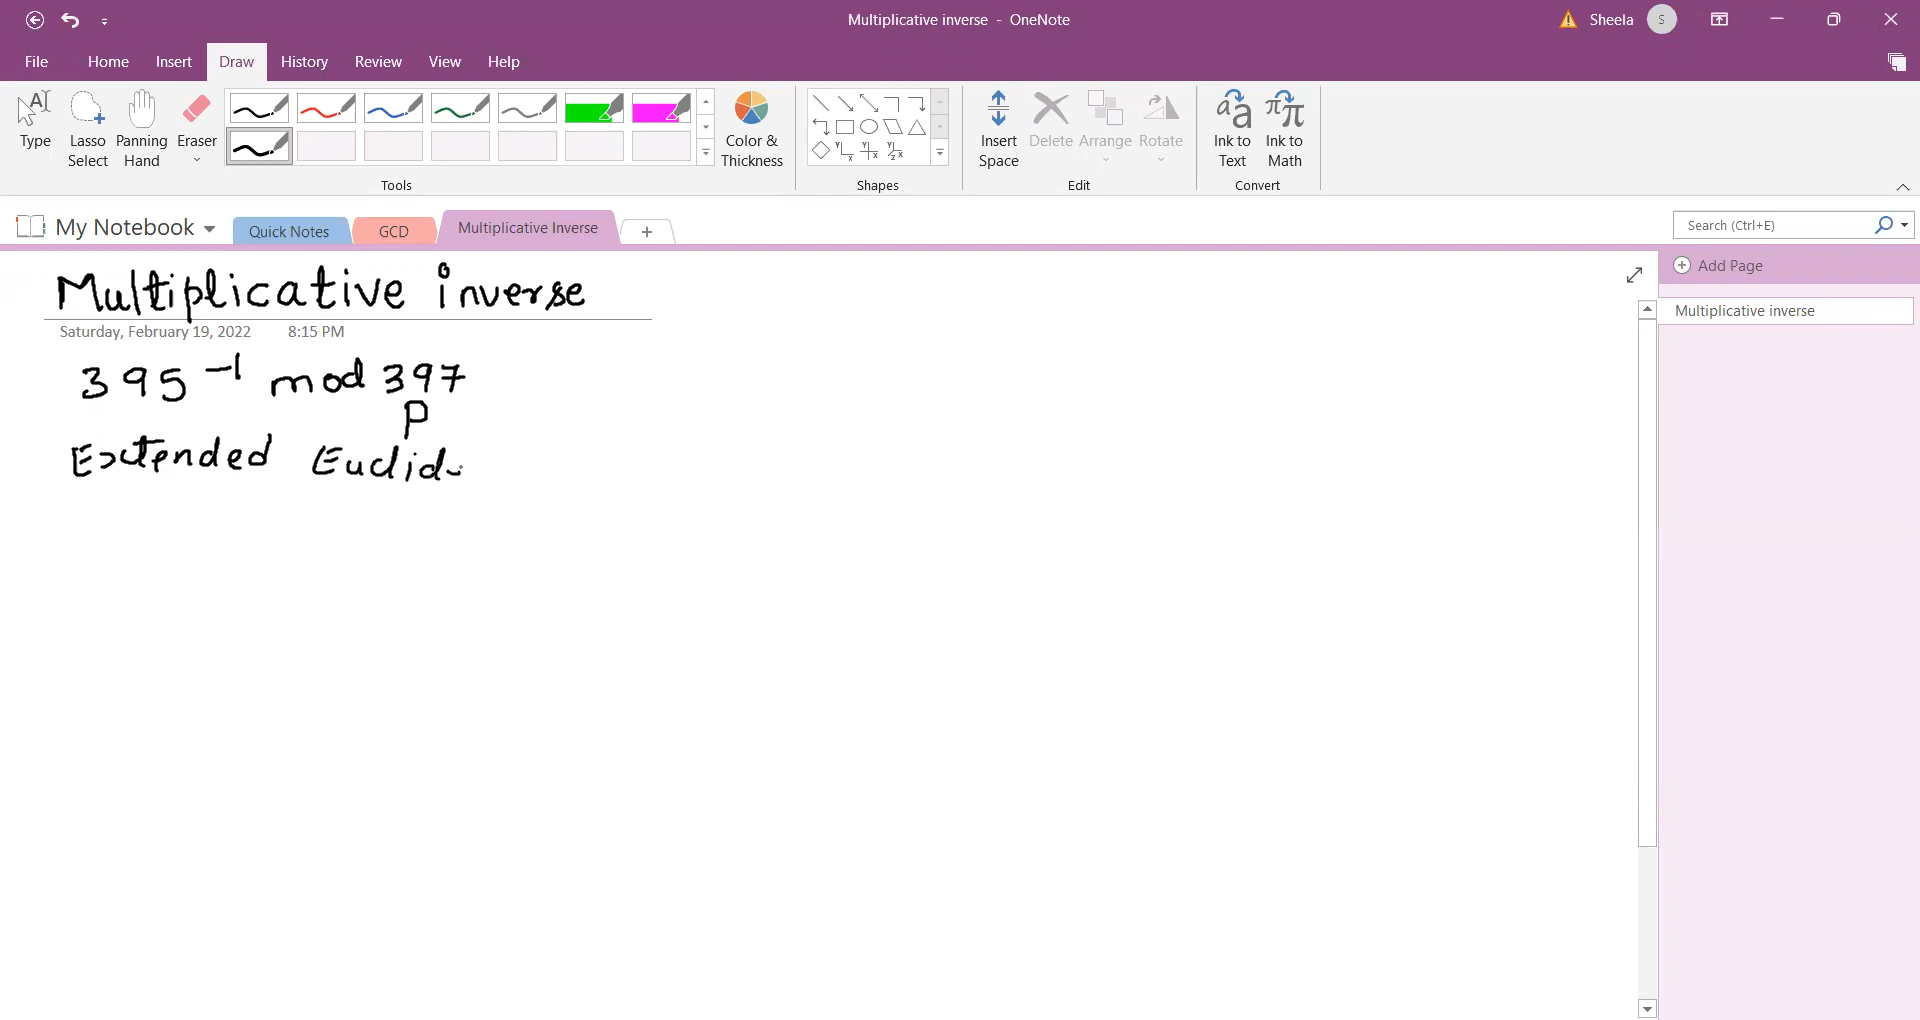 Multiplicative inverse - OneNote
Sheela
S
File Home Insert Draw History Review View Help
Type
Lasso Select
Panning Hand
Eraser
Color & Thickness
Insert Space
Delete
Arrange
Rotate
Ink to Text
Ink to Math
Tools
Shapes
Edit
Convert
My Notebook
Quick Notes
GCD
Multiplicative Inverse
+
Search (Ctrl+E)
Add Page
Multiplicative inverse
Multiplicative inverse
Saturday, February 19, 2022 8:15 PM
395⁻¹ mod 397
P
Extended Euclid